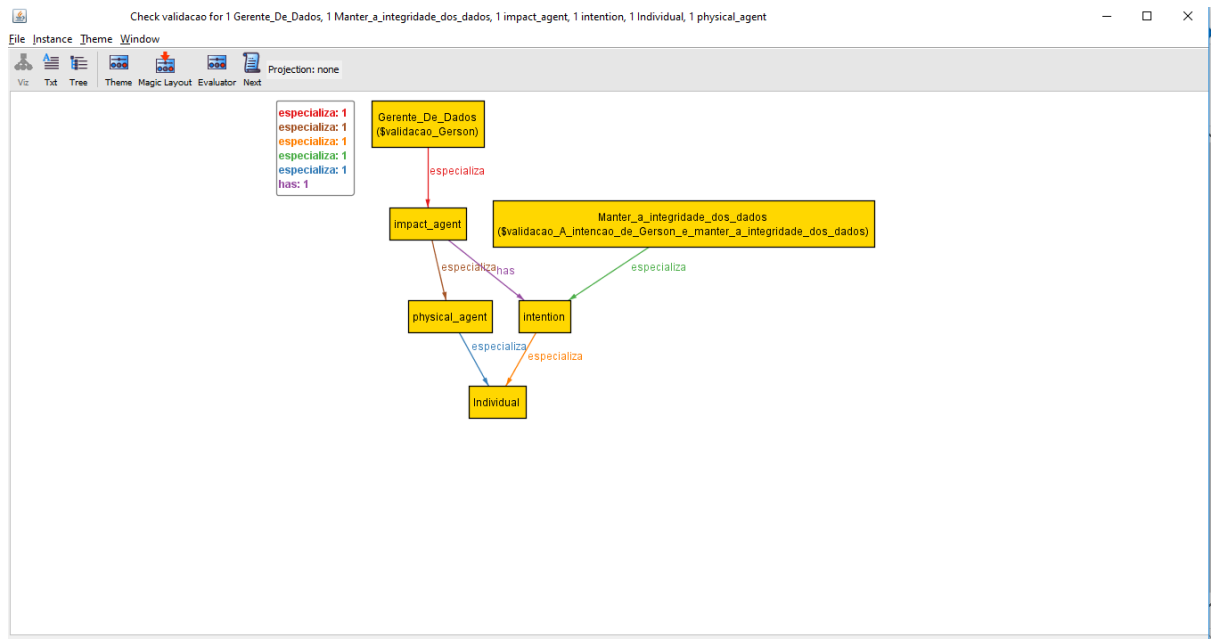 Check validacao for 1 Gerente_De_Dados, 1 Manter_a_integridade_dos_dados, 1 impact_agent, 1 intention, 1 Individual, 1 physical_agent
File Instance Theme Window
Viz Txt Tree Theme Magic Layout Evaluator Next Projection: none
especializa: 1
especializa: 1
especializa: 1
especializa: 1
especializa: 1
has: 1
Gerente_De_Dados
($validacao_Gerson)
especializa
impact_agent
Manter_a_integridade_dos_dados
($validacao_A_intencao_de_Gerson_e_manter_a_integridade_dos_dados)
especializa
has
especializa
physical_agent
intention
especializa
especializa
Individual